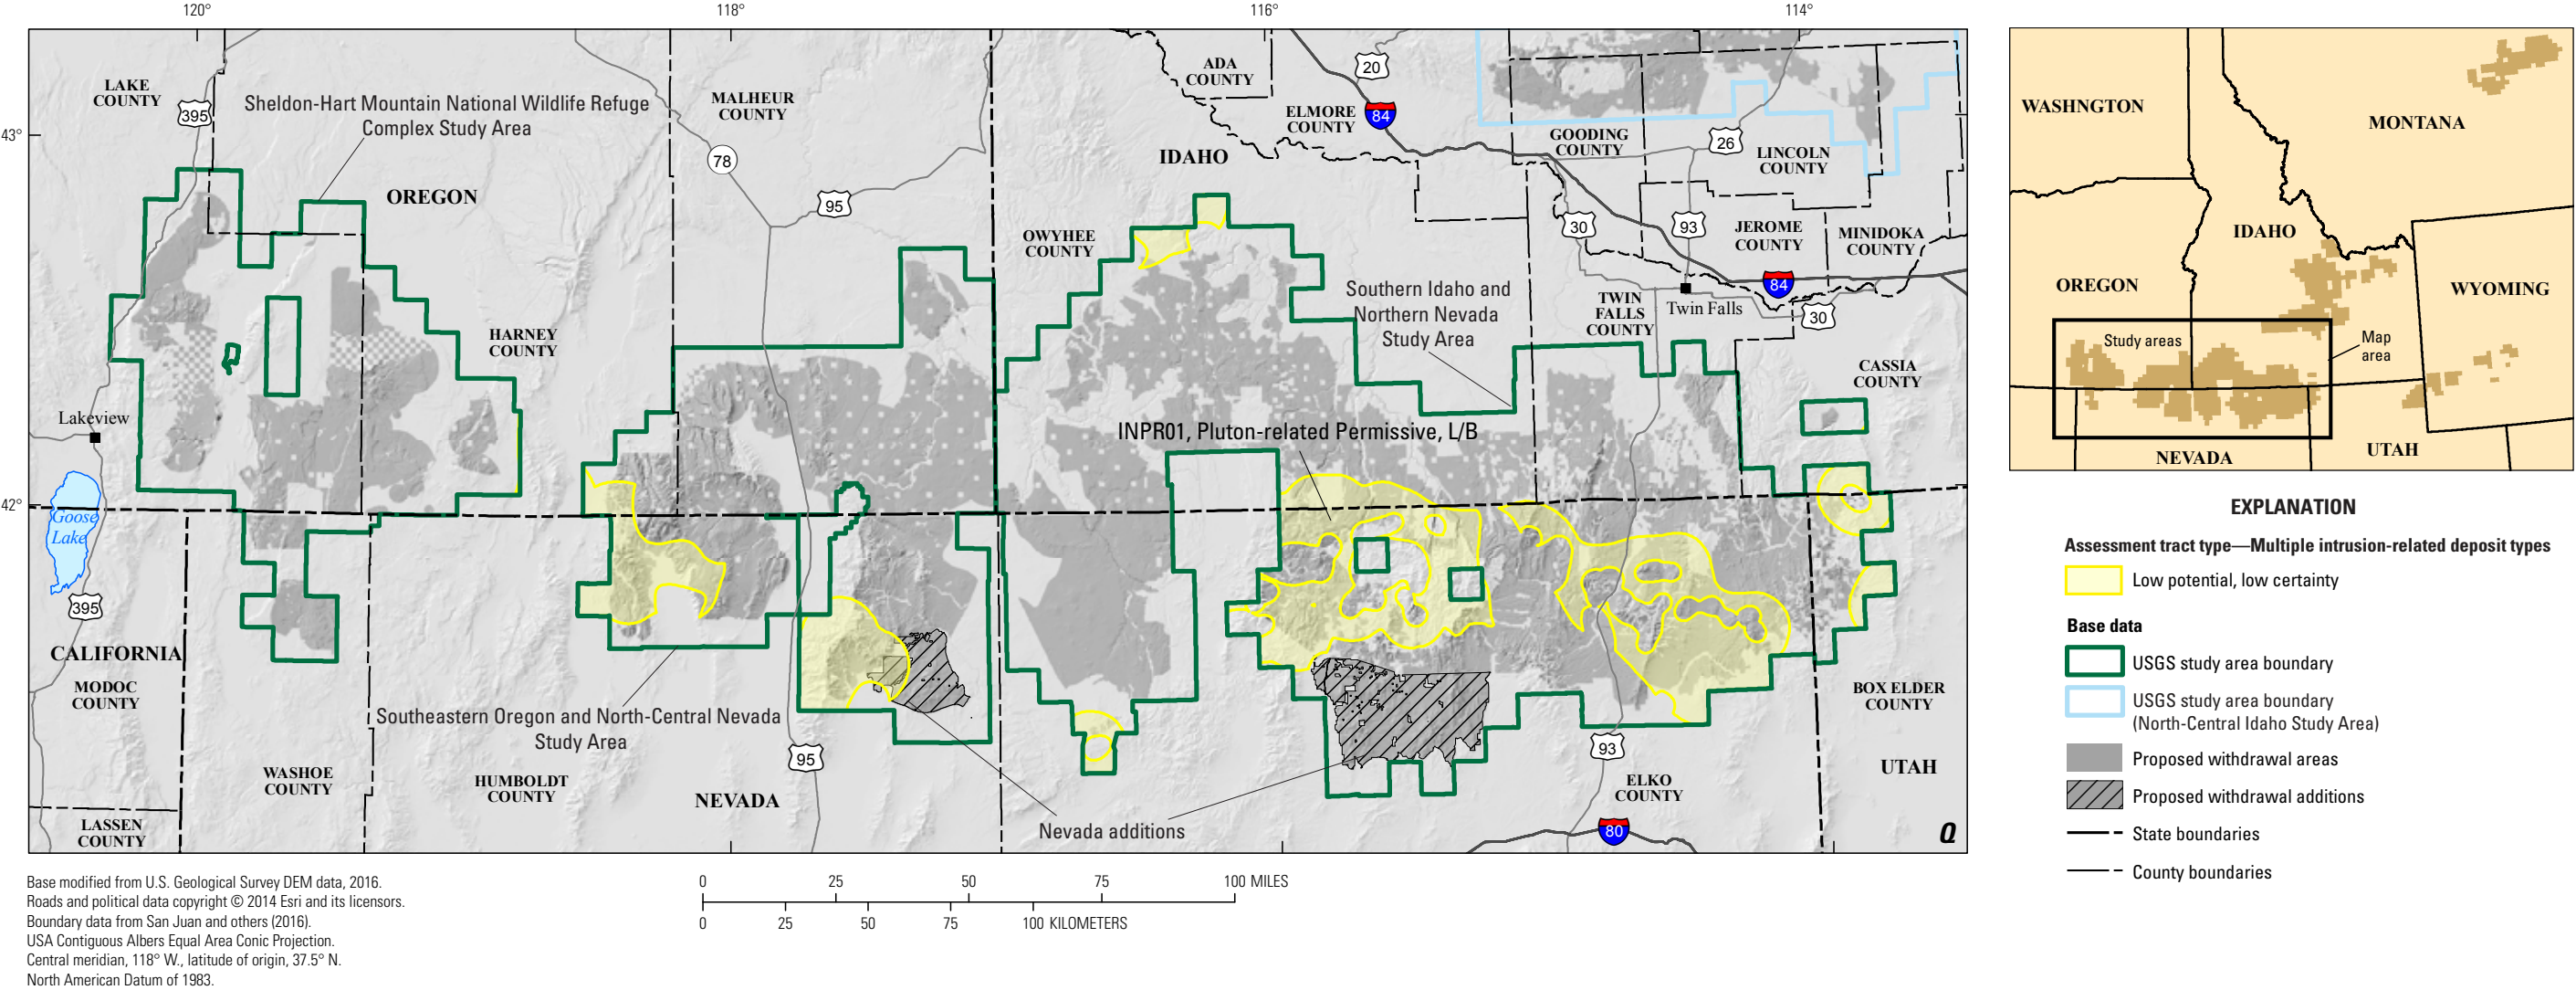 120°
118°
116°
114°
43°
42°
LAKE
COUNTY
395
Sheldon-Hart Mountain National Wildlife Refuge
Complex Study Area
OREGON
MALHEUR
COUNTY
78
95
ADA
COUNTY
20
ELMORE
COUNTY
84
IDAHO
GOODING
COUNTY
26
LINCOLN
COUNTY
30
93
JEROME
COUNTY
MINIDOKA
COUNTY
OWYHEE
COUNTY
84
Twin Falls
30
TWIN
FALLS
COUNTY
Southern Idaho and
Northern Nevada
Study Area
HARNEY
COUNTY
CASSIA
COUNTY
Lakeview
INPR01, Pluton-related Permissive, L/B
Goose
Lake
395
CALIFORNIA
MODOC
COUNTY
Southeastern Oregon and North-Central Nevada
Study Area
BOX ELDER
COUNTY
95
93
WASHOE
COUNTY
HUMBOLDT
COUNTY
NEVADA
ELKO
COUNTY
UTAH
LASSEN
COUNTY
Nevada additions
80
Q
Base modified from U.S. Geological Survey DEM data, 2016.
Roads and political data copyright © 2014 Esri and its licensors.
Boundary data from San Juan and others (2016).
USA Contiguous Albers Equal Area Conic Projection.
Central meridian, 118° W., latitude of origin, 37.5° N.
North American Datum of 1983.
0 25 50 75 100 MILES
0 25 50 75 100 KILOMETERS
WASHNGTON
MONTANA
IDAHO
OREGON
WYOMING
Study areas
Map
area
NEVADA
UTAH
EXPLANATION
Assessment tract type—Multiple intrusion-related deposit types
Low potential, low certainty
Base data
USGS study area boundary
USGS study area boundary
(North-Central Idaho Study Area)
Proposed withdrawal areas
Proposed withdrawal additions
State boundaries
County boundaries